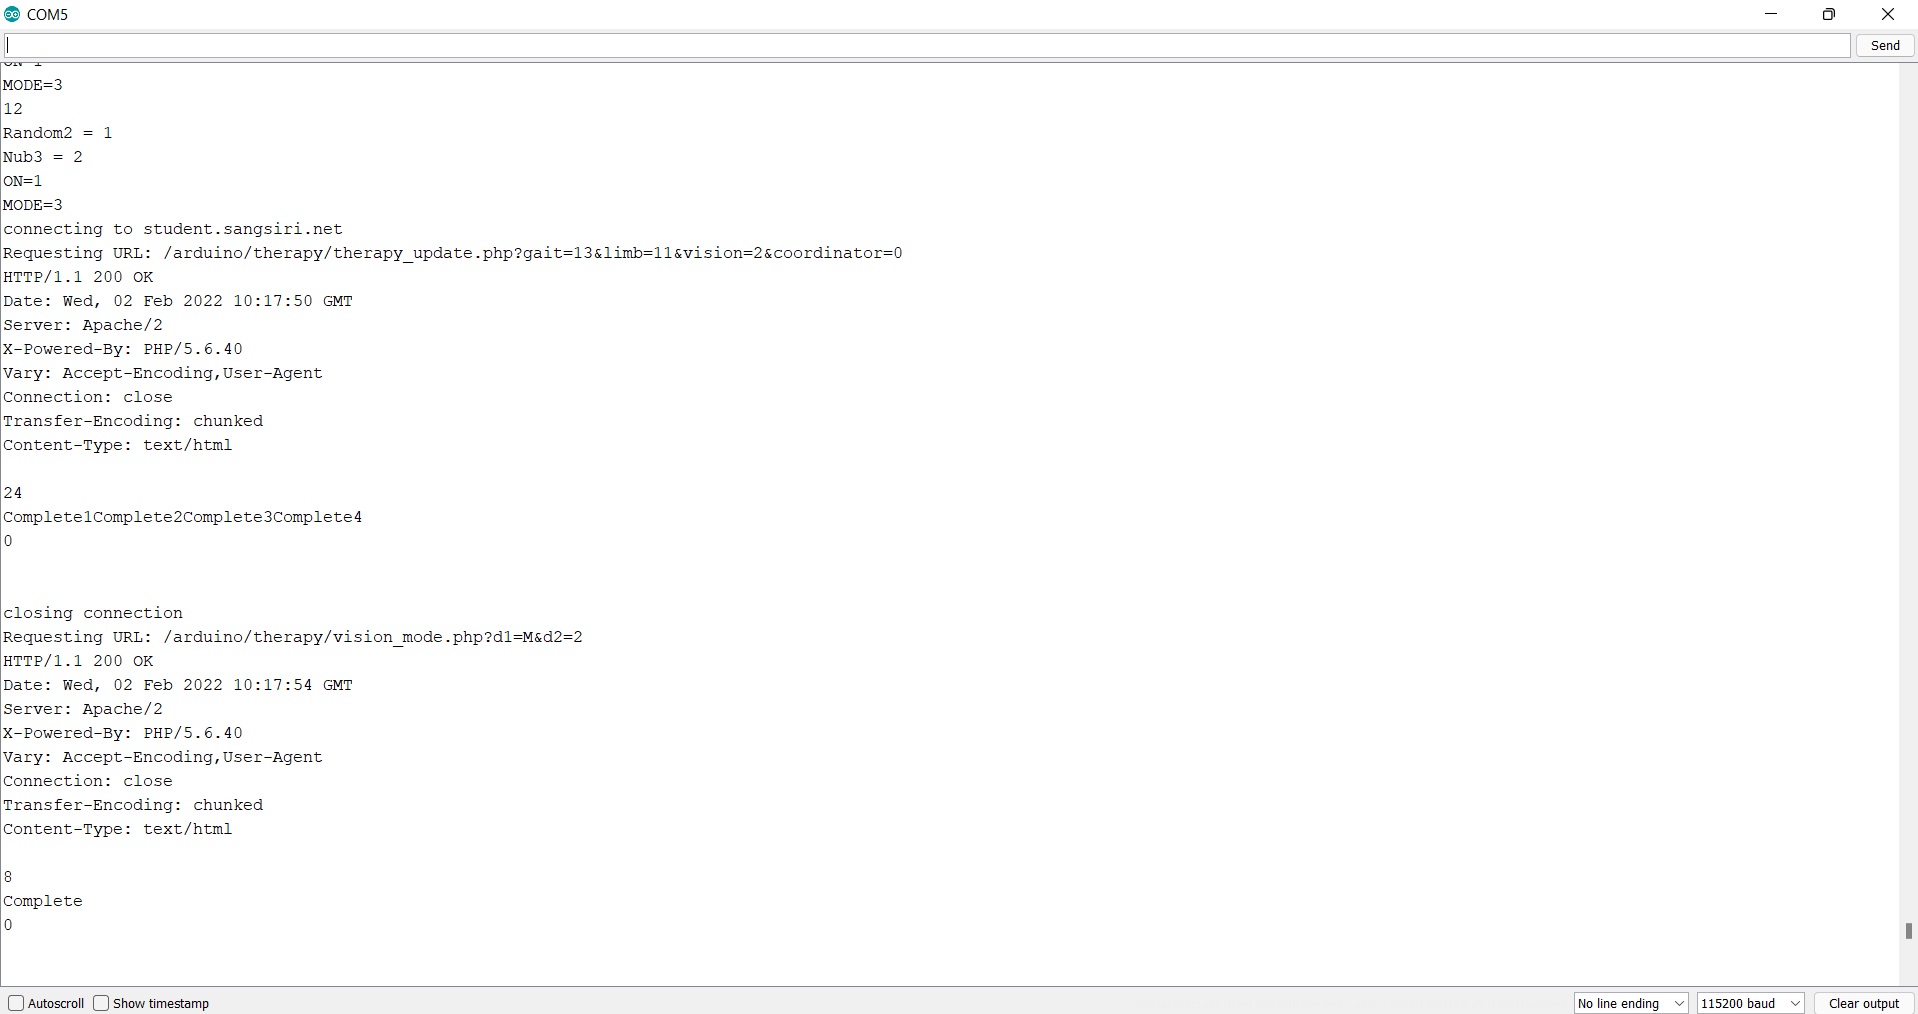 COM5
Send
MODE=3
12
Random2 = 1
Nub3 = 2
ON=1
MODE=3
connecting to student.sangsiri.net
Requesting URL: /arduino/therapy/therapy_update.php?gait=13&limb=11&vision=2&coordinator=0
HTTP/1.1 200 OK
Date: Wed, 02 Feb 2022 10:17:50 GMT
Server: Apache/2
X-Powered-By: PHP/5.6.40
Vary: Accept-Encoding,User-Agent
Connection: close
Transfer-Encoding: chunked
Content-Type: text/html
24
Complete1Complete2Complete3Complete4
0
closing connection
Requesting URL: /arduino/therapy/vision_mode.php?d1=M&d2=2
HTTP/1.1 200 OK
Date: Wed, 02 Feb 2022 10:17:54 GMT
Server: Apache/2
X-Powered-By: PHP/5.6.40
Vary: Accept-Encoding,User-Agent
Connection: close
Transfer-Encoding: chunked
Content-Type: text/html
8
Complete
0
Autoscroll Show timestamp No line ending 115200 baud Clear output